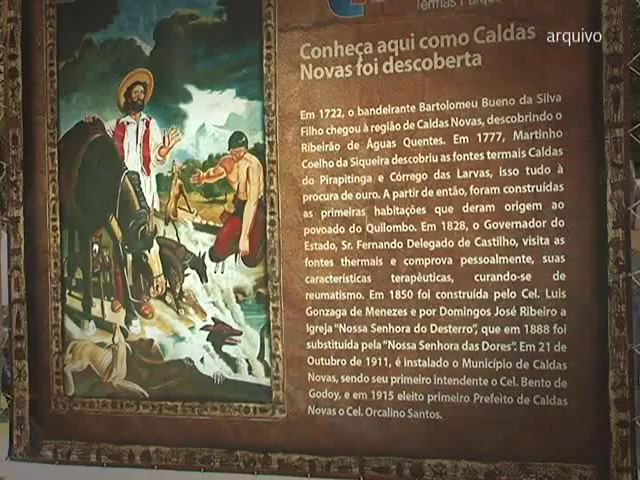 Termas Parque
arquivo
Conheça aqui como Caldas
Novas foi descoberta
Em 1722, o bandeirante Bartolomeu Bueno da Silva
Filho chegou à região de Caldas Novas, descobrindo o
Ribeirão de Águas Quentes. Em 1777, Martinho
Coelho da Siqueira descobriu as fontes termais Caldas
do Pirapitinga e Córrego das Larvas, isso tudo à
procura de ouro. A partir de então, foram construídas
as primeiras habitações que deram origem ao
povoado do Quilombo. Em 1828, o Governador do
Estado, Sr. Fernando Delegado de Castilho, visita as
fontes thermais e comprova pessoalmente, suas
características terapêuticas, curando-se de
reumatismo. Em 1850 foi construída pelo Cel. Luis
Gonzaga de Menezes e por Domingos José Ribeiro a
Igreja "Nossa Senhora do Desterro", que em 1888 foi
substituída pela "Nossa Senhora das Dores". Em 21 de
Outubro de 1911, é instalado o Município de Caldas
Novas, sendo seu primeiro intendente o Cel. Bento de
Godoy, e em 1915 eleito primeiro Prefeito de Caldas
Novas o Cel. Orcalino Santos.